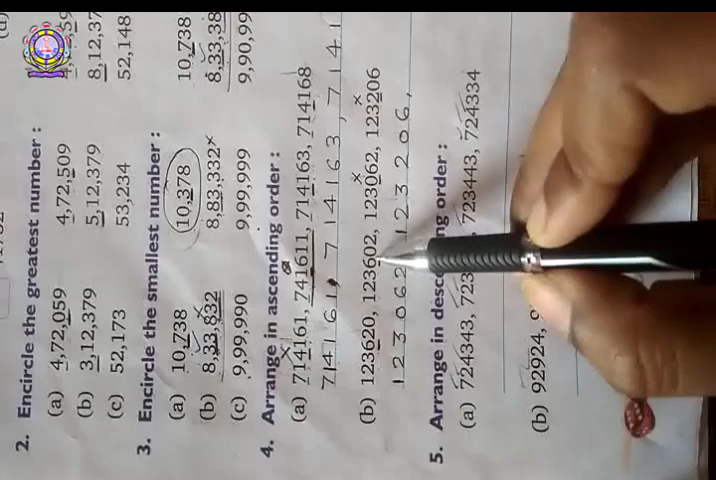 2. Encircle the greatest number :
(a) 4,72,059 4,72,509
(b) 3,12,379 5,12,379 8,12,37
(c) 52,173 53,234 52,148
3. Encircle the smallest number :
(a) 10,738 10,378 10,738
(b) 8,33,832 8,83,332 8,33,38
(c) 9,99,990 9,99,999 9,90,99
4. Arrange in ascending order :
(a) 714161, 741611, 714163, 714168
714161, 714163, 7141
(b) 123620, 123602, 123062, 123206
123062, 123206,
5. Arrange in desc ng order :
(a) 724343, 723 , 723443, 724334
(b) 92924,